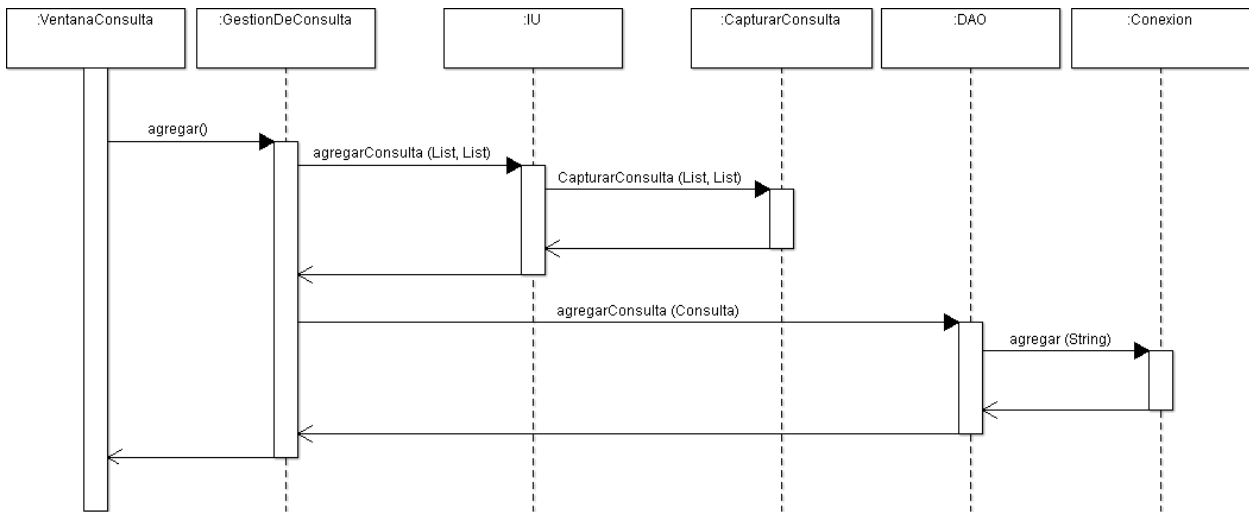 :VentanaConsulta
:GestionDeConsulta
:IU
:CapturarConsulta
:DAO
:Conexion
agregar()
agregarConsulta (List, List)
CapturarConsulta (List, List)
agregarConsulta (Consulta)
agregar (String)